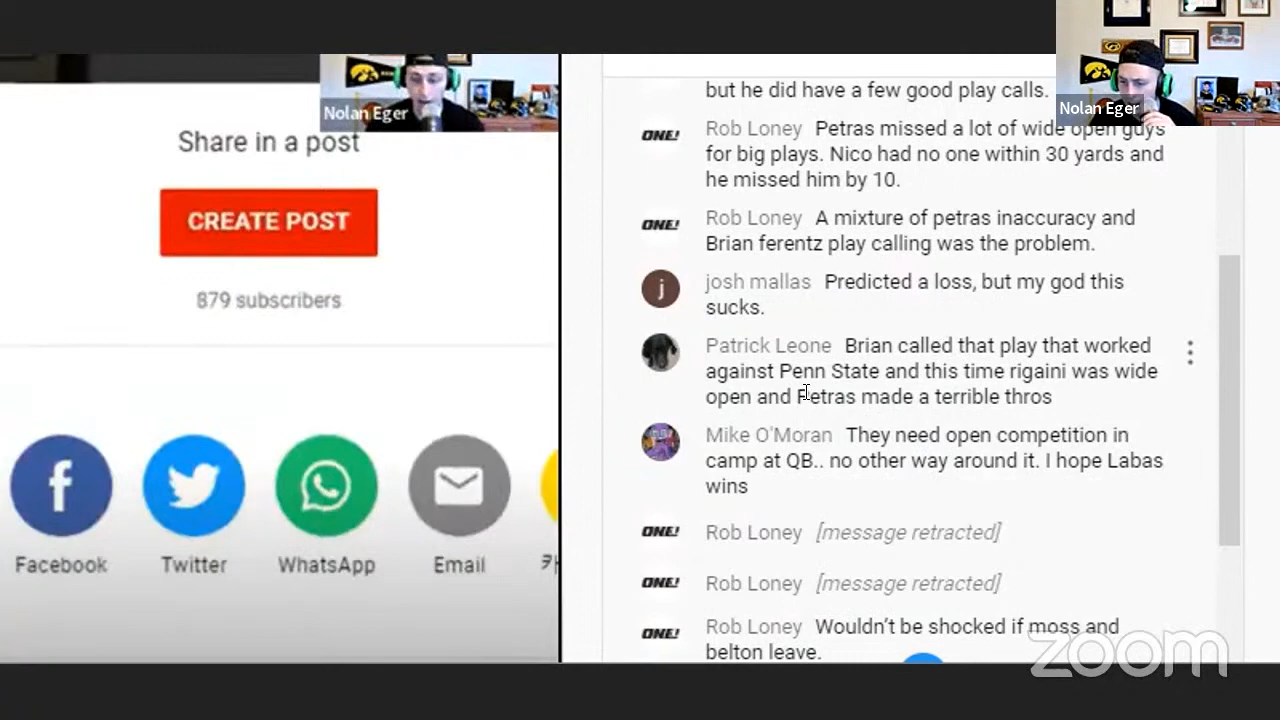 Nolan Eger
Share in a post
CREATE POST
879 subscribers
Facebook
Twitter
WhatsApp
Email
Nolan Eger
but he did have a few good play calls.
ONE!
Rob Loney Petras missed a lot of wide open guys
for big plays. Nico had no one within 30 yards and
he missed him by 10.
ONE!
Rob Loney A mixture of petras inaccuracy and
Brian ferentz play calling was the problem.
j
josh mallas Predicted a loss, but my god this
sucks.
Patrick Leone Brian called that play that worked
against Penn State and this time rigaini was wide
open and Petras made a terrible thros
Mike O'Moran They need open competition in
camp at QB.. no other way around it. I hope Labas
wins
ONE!
Rob Loney [message retracted]
ONE!
Rob Loney [message retracted]
ONE!
Rob Loney Wouldn't be shocked if moss and
belton leave.
zoom